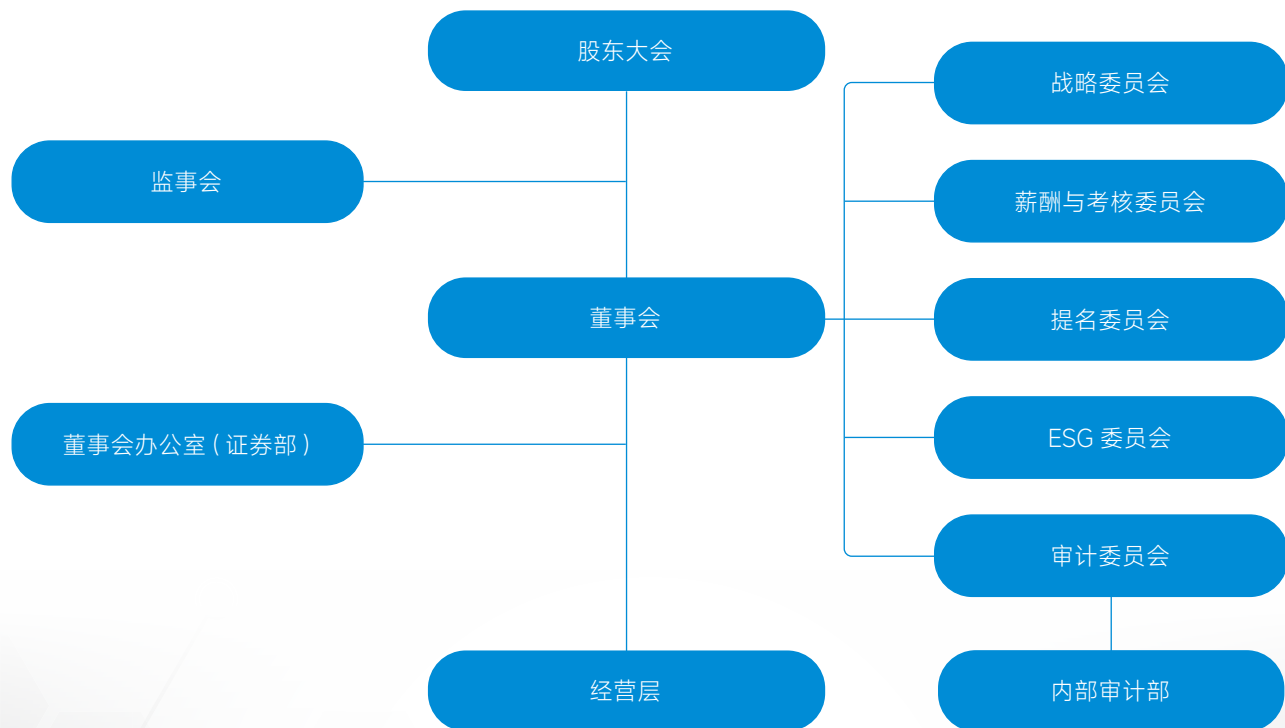 股东大会
战略委员会
监事会
薪酬与考核委员会
董事会
提名委员会
董事会办公室（证券部）
ESG 委员会
审计委员会
经营层
内部审计部